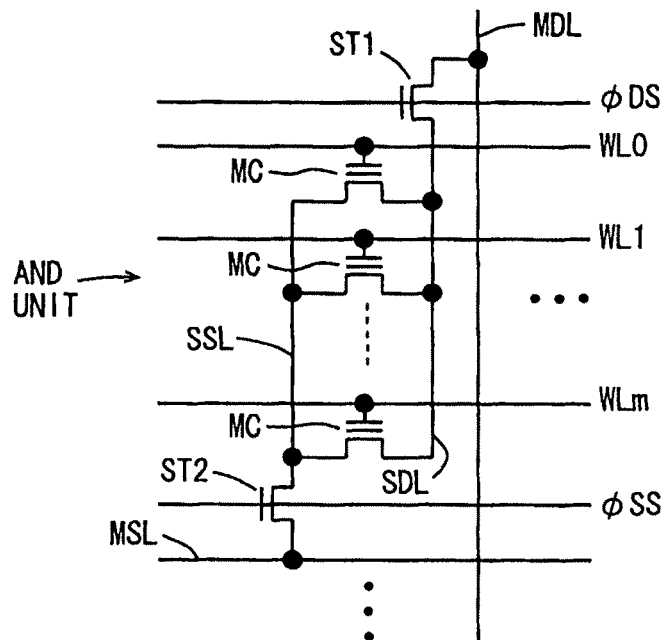 MDL
ST1
φDS
WL0
MC
WL1
MC
AND
UNIT
SSL
WLm
MC
ST2
SDL
φSS
MSL